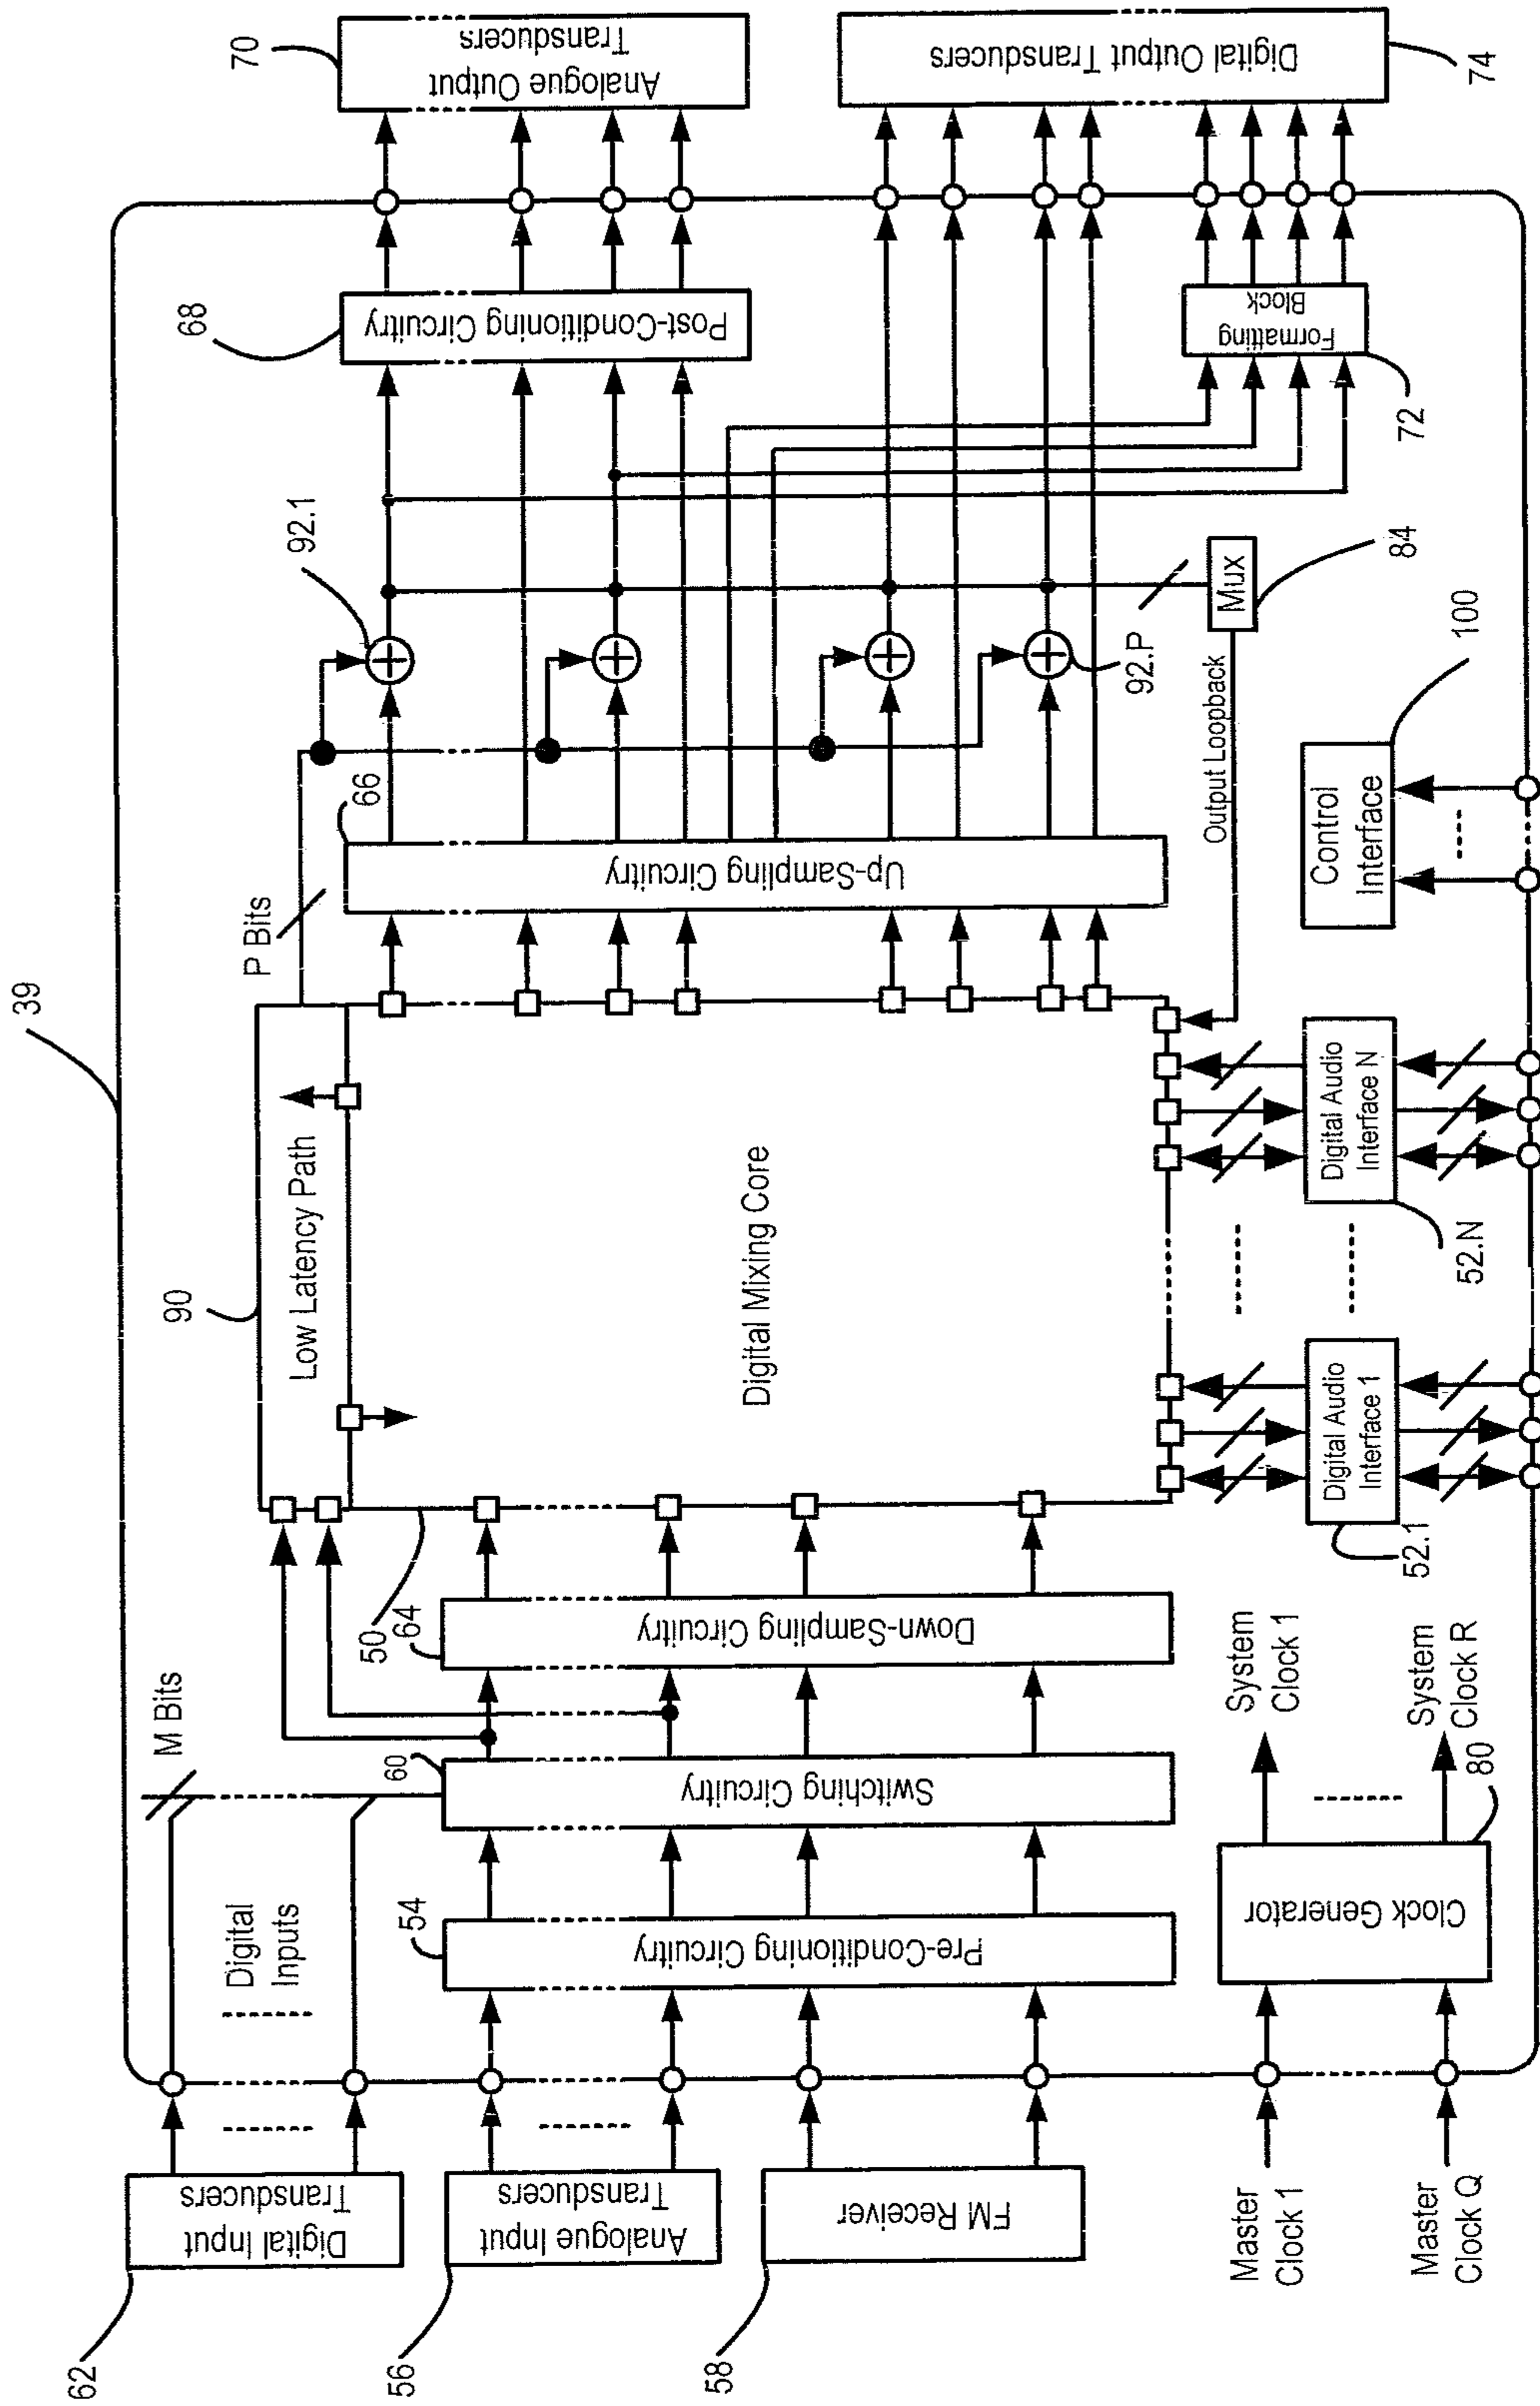 39
62
Digital Input
Transducers
56
Analogue Input
Transducers
58
FM Receiver
Master
Clock 1
Master
Clock Q
Digital
Inputs
M Bits
54
Pre-Conditioning Circuitry
60
Switching Circuitry
64
Down-Sampling Circuitry
50
Clock Generator
80
System
Clock 1
System
Clock R
90
Low Latency Path
Digital Mixing Core
Digital Audio
Interface 1
52.1
Digital Audio
Interface N
52.N
P Bits
66
Up-Sampling Circuitry
Output Loopback
Mux
84
92.1
92.P
Control
Interface
100
68
Post-Conditioning Circuitry
Formatting
Block
72
70
Analogue Output
Transducers
Digital Output Transducers
74